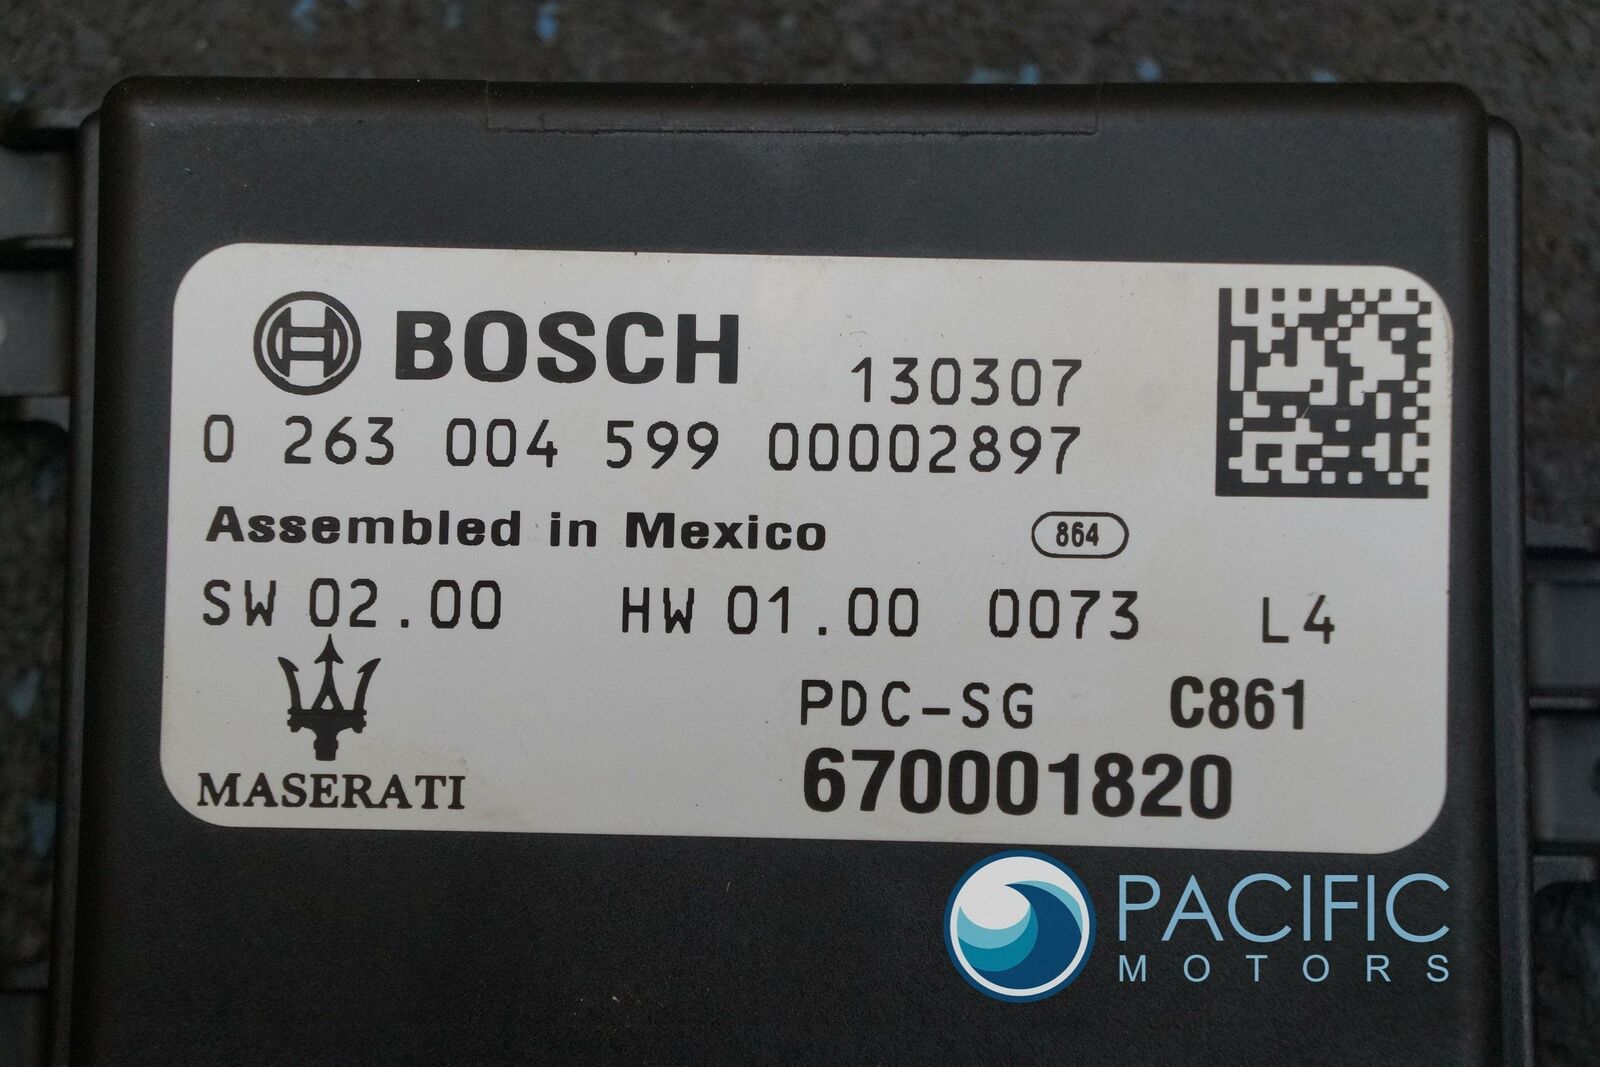 BOSCH 130307
0 263 004 599 00002897
Assembled in Mexico 864
SW 02.00 HW 01.00 0073 L4
PDC-SG C861
MASERATI 670001820
PACIFIC
MOTORS